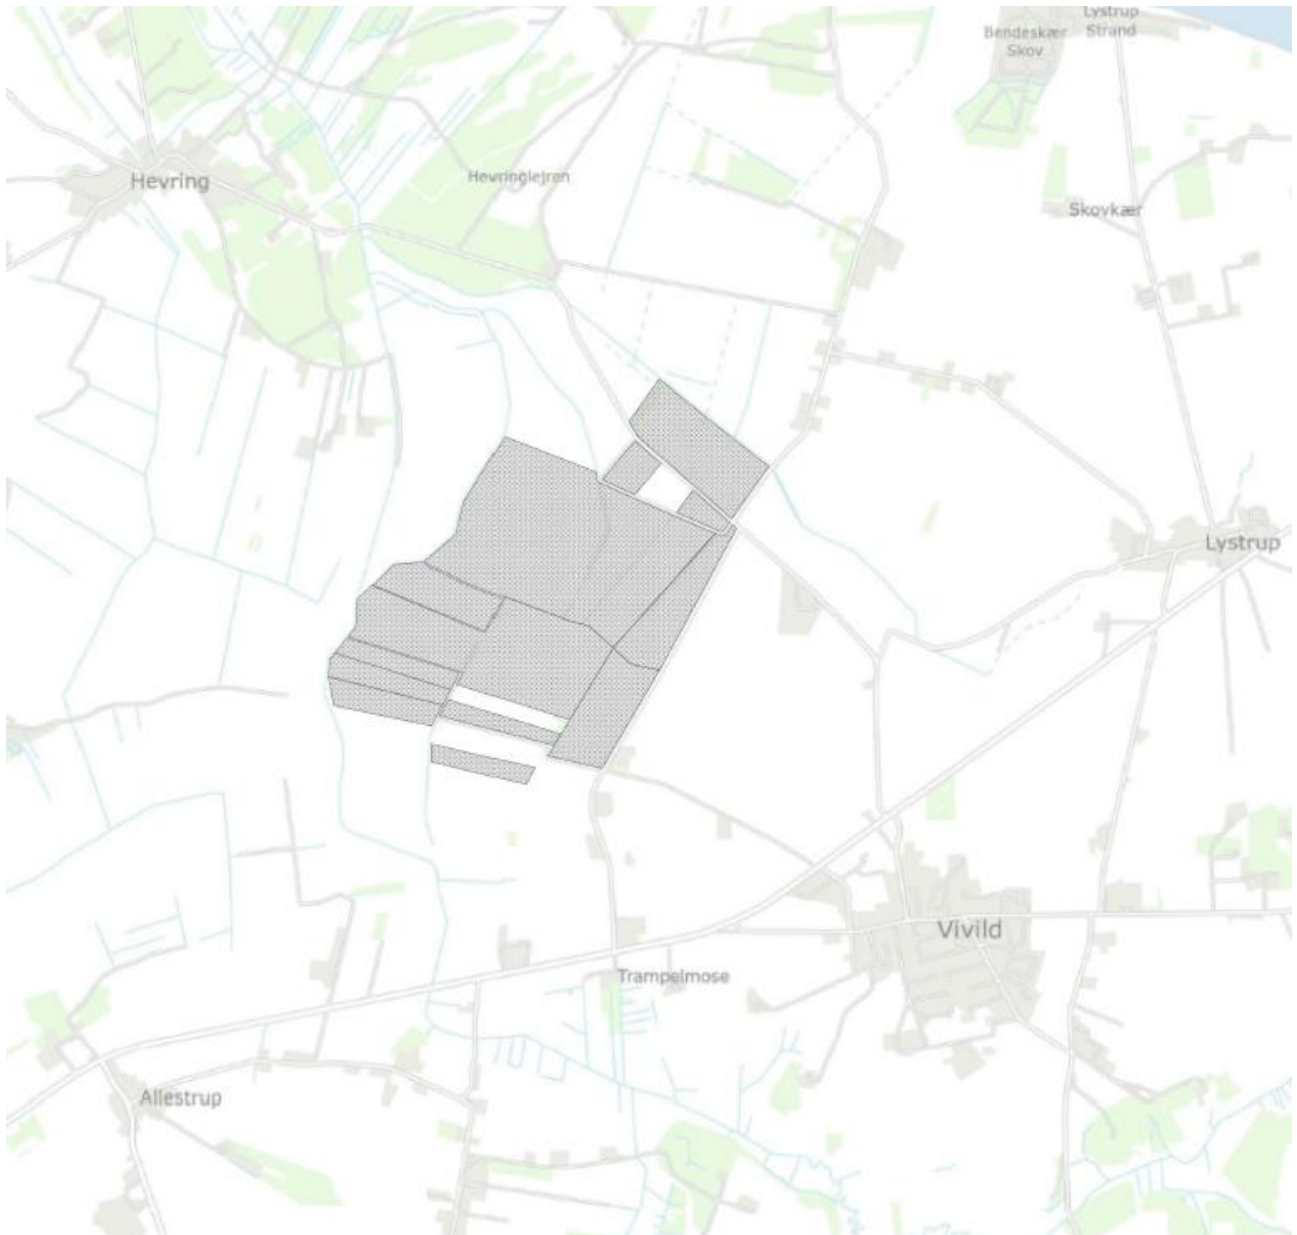 Lystrup
Strand
Bendeskær
Skov
Hevring
Hevringlejren
Skovkær
Lystrup
Vivild
Trampelmose
Allestrup